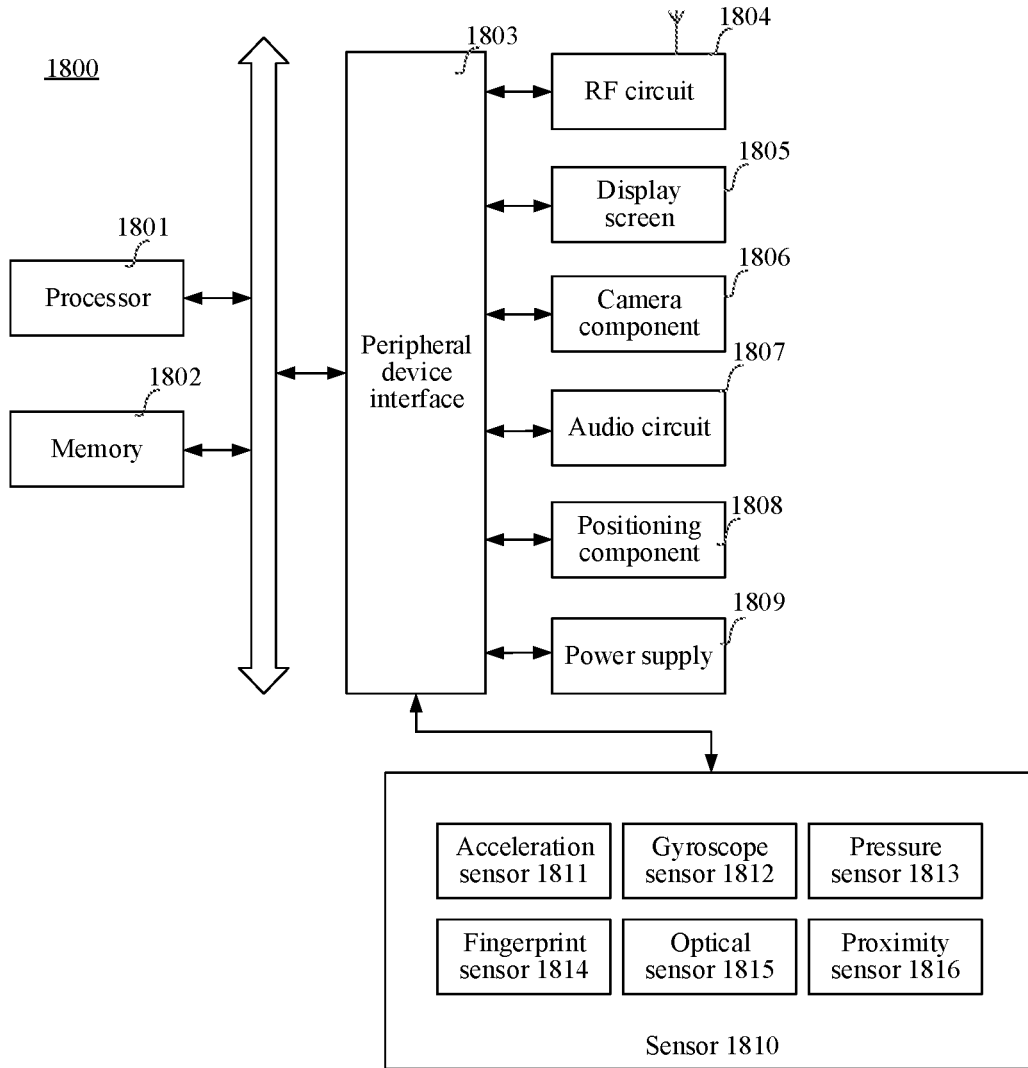 1800
1803
1804
RF circuit
1805
Display
screen
1801
Processor
1806
Camera
component
Peripheral
device
interface
1802
Memory
1807
Audio circuit
1808
Positioning
component
1809
Power supply
Acceleration
sensor 1811
Gyroscope
sensor 1812
Pressure
sensor 1813
Fingerprint
sensor 1814
Optical
sensor 1815
Proximity
sensor 1816
Sensor 1810